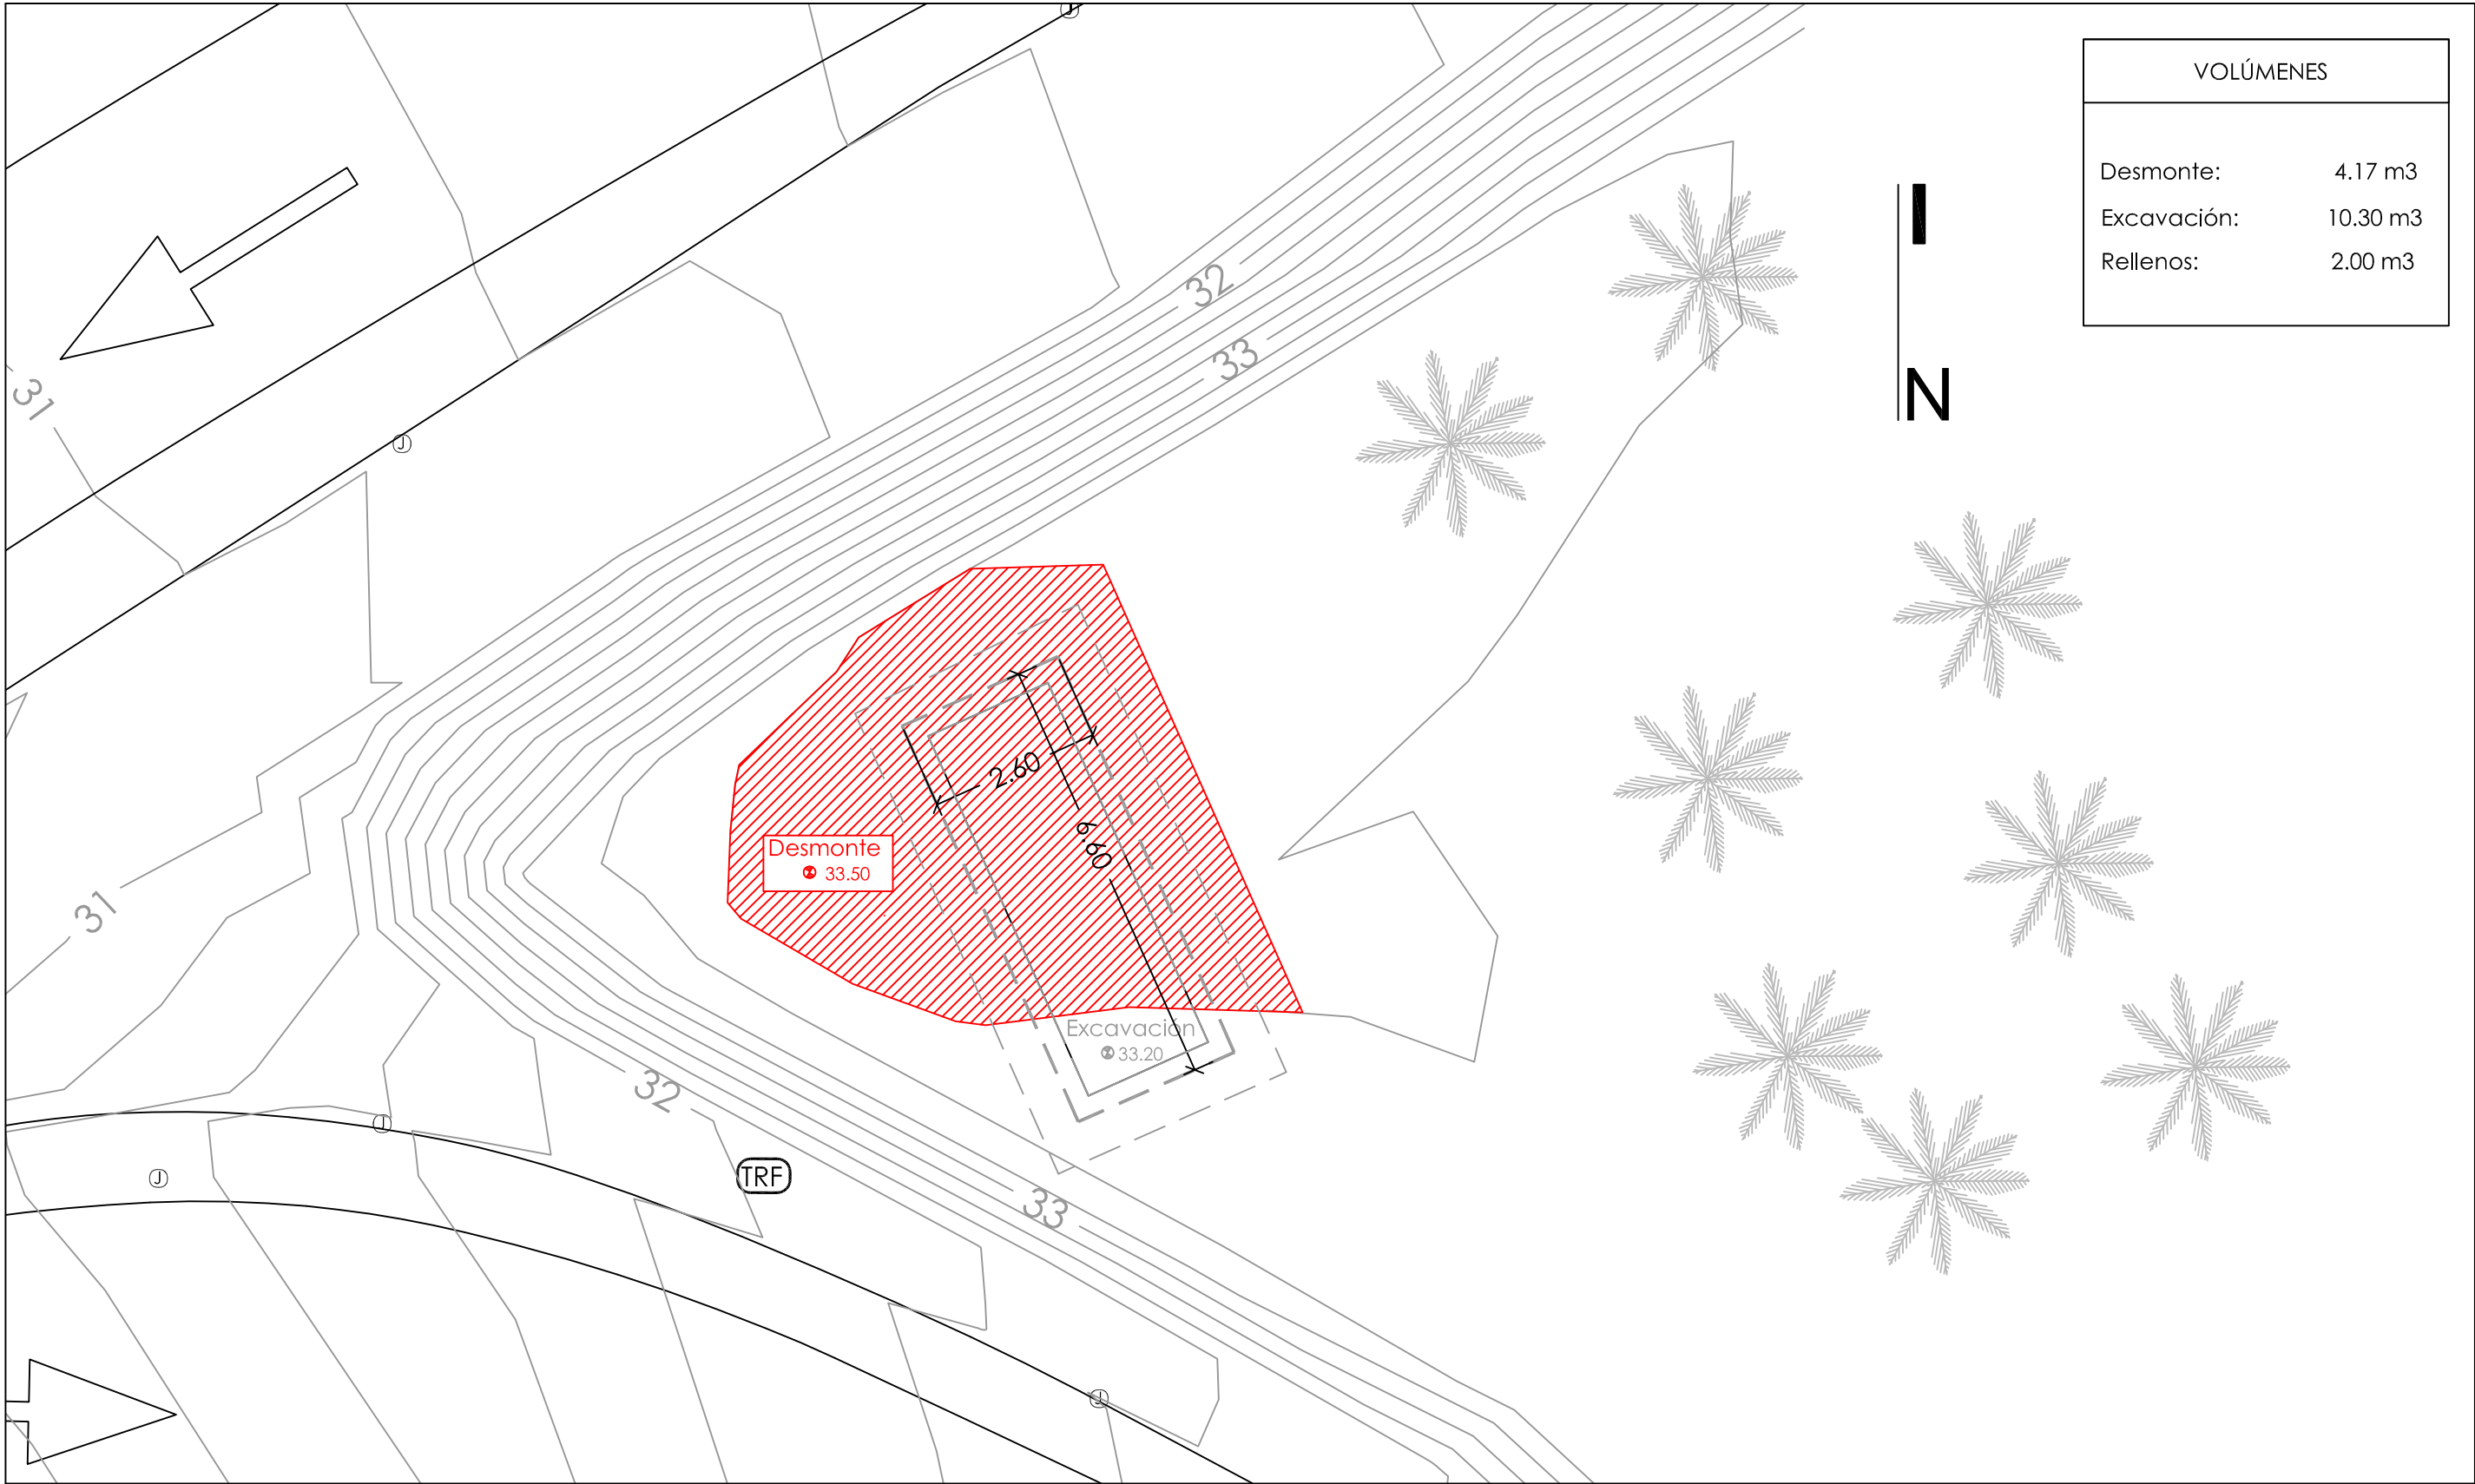 VOLÚMENES
Desmonte: 4.17 m3
Excavación: 10.30 m3
Rellenos: 2.00 m3
N
J
32
33
31
J
2.60
6.60
Desmonte
33.50
31
Excavación
33.20
32
J
TRF
J
33
J